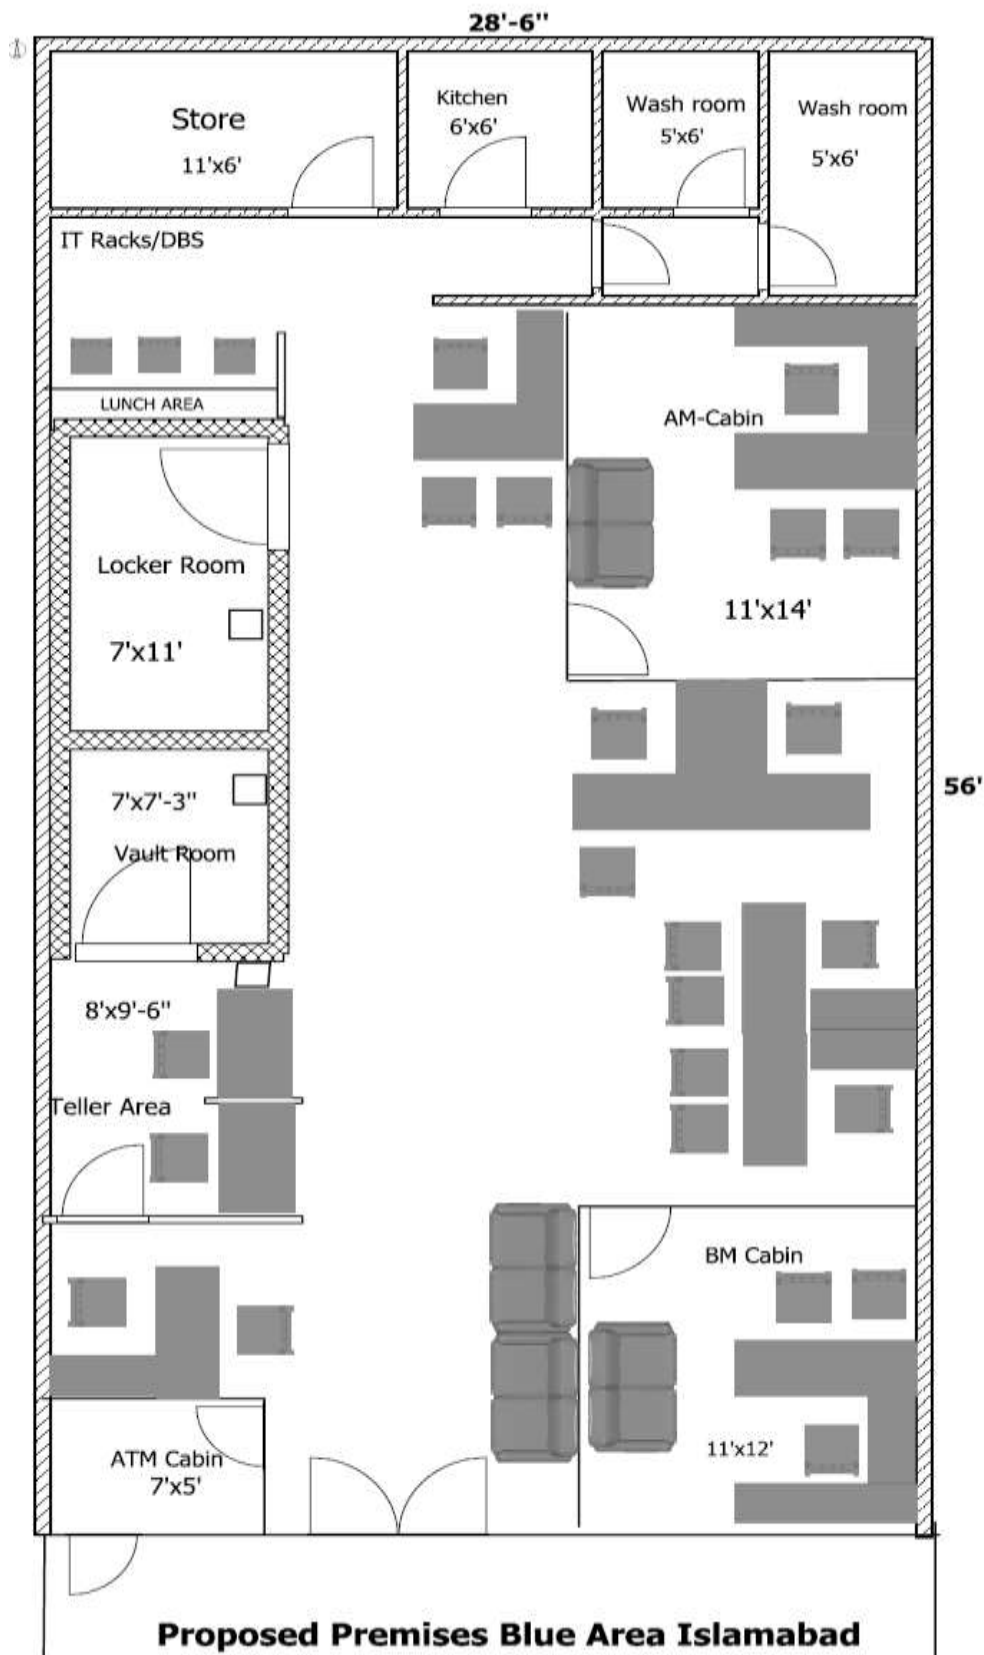 28'-6"
Store
11'x6'
Kitchen
6'x6'
Wash room
5'x6'
Wash room
5'x6'
IT Racks/DBS
LUNCH AREA
AM-Cabin
11'x14'
Locker Room
7'x11'
7'x7'-3"
Vault Room
56'
8'x9'-6"
Teller Area
BM Cabin
11'x12'
ATM Cabin
7'x5'
Proposed Premises Blue Area Islamabad